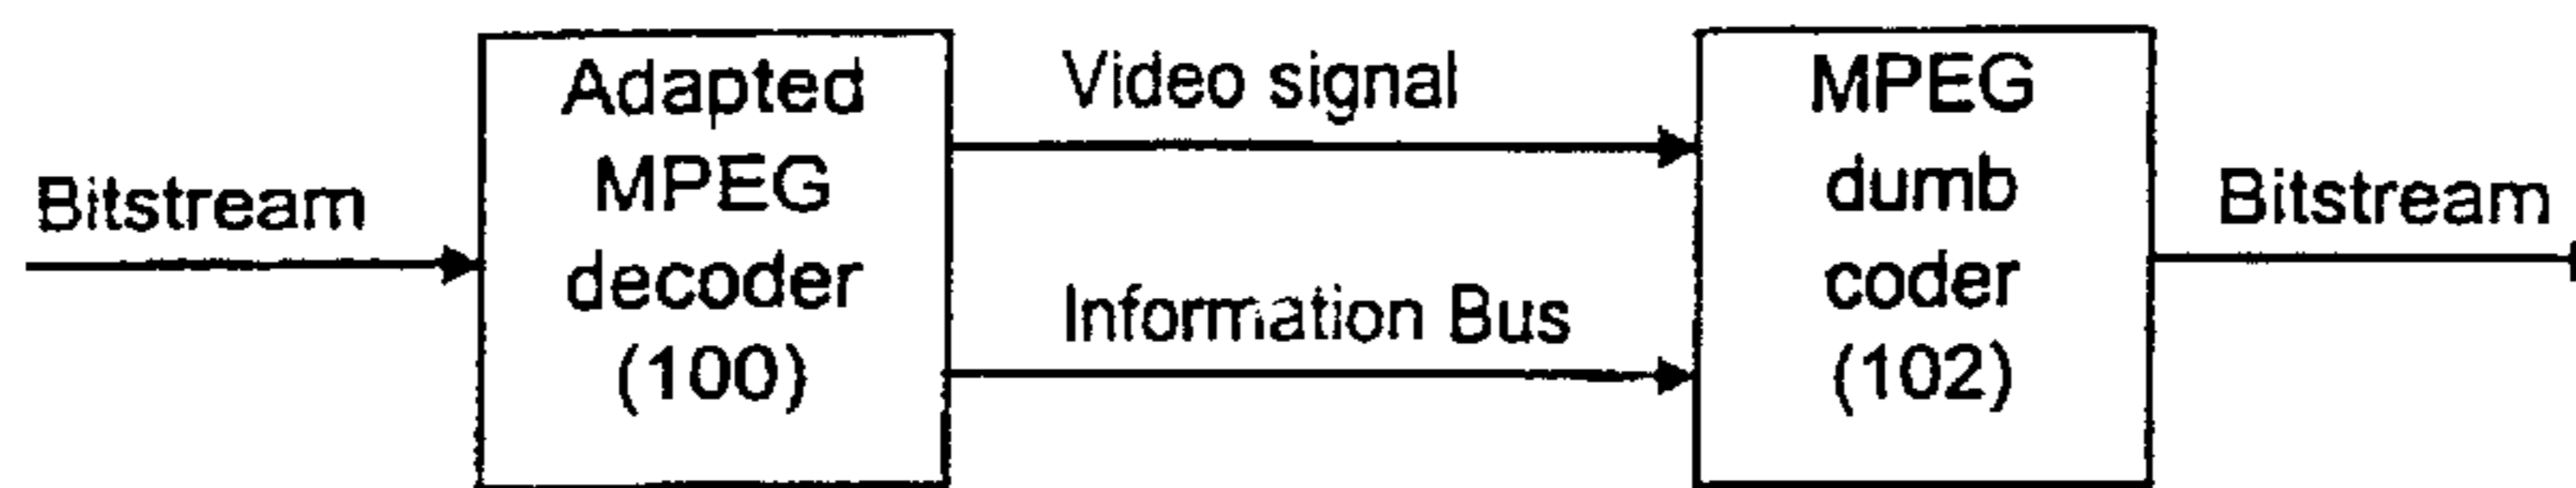 Bitstream
Adapted
MPEG
decoder
(100)
Video signal
Information Bus
MPEG
dumb
coder
(102)
Bitstream